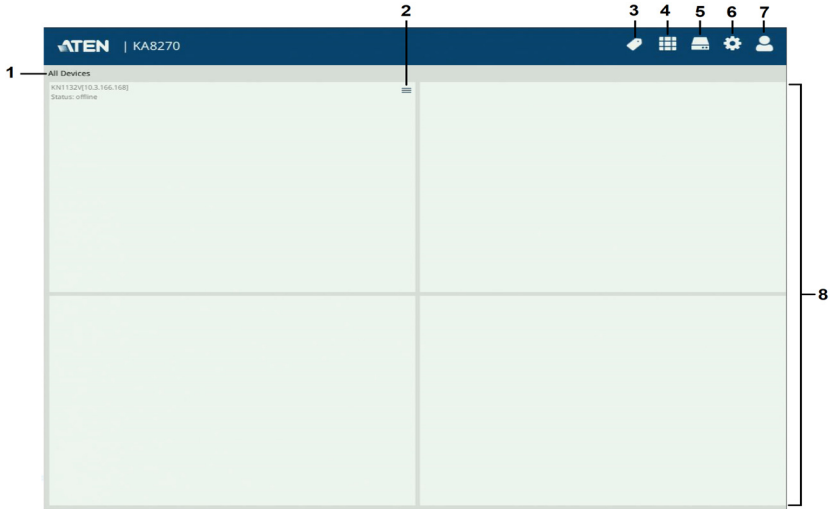 2 3 4 5 6 7
ATEN | KA8270
1 All Devices
KN1132V[10.3.166.168]
Status: offline
8